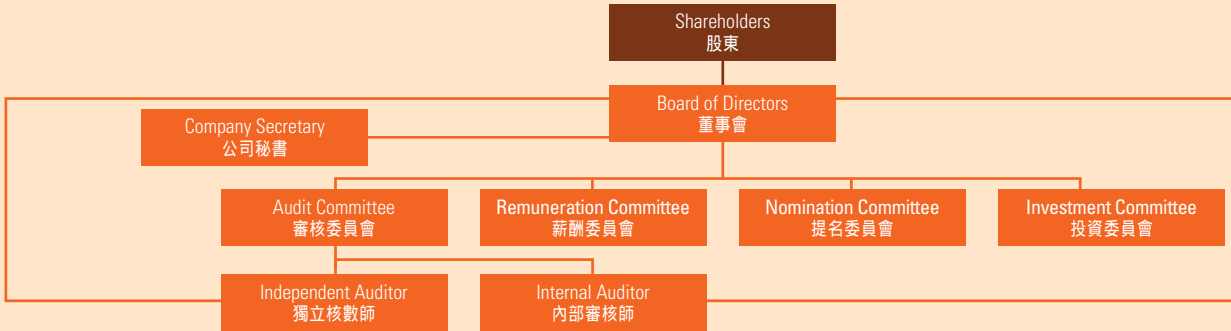 Shareholders
股東
Board of Directors
董事會
Company Secretary
公司秘書
Audit Committee
審核委員會
Remuneration Committee
薪酬委員會
Nomination Committee
提名委員會
Investment Committee
投資委員會
Independent Auditor
獨立核數師
Internal Auditor
內部審核師